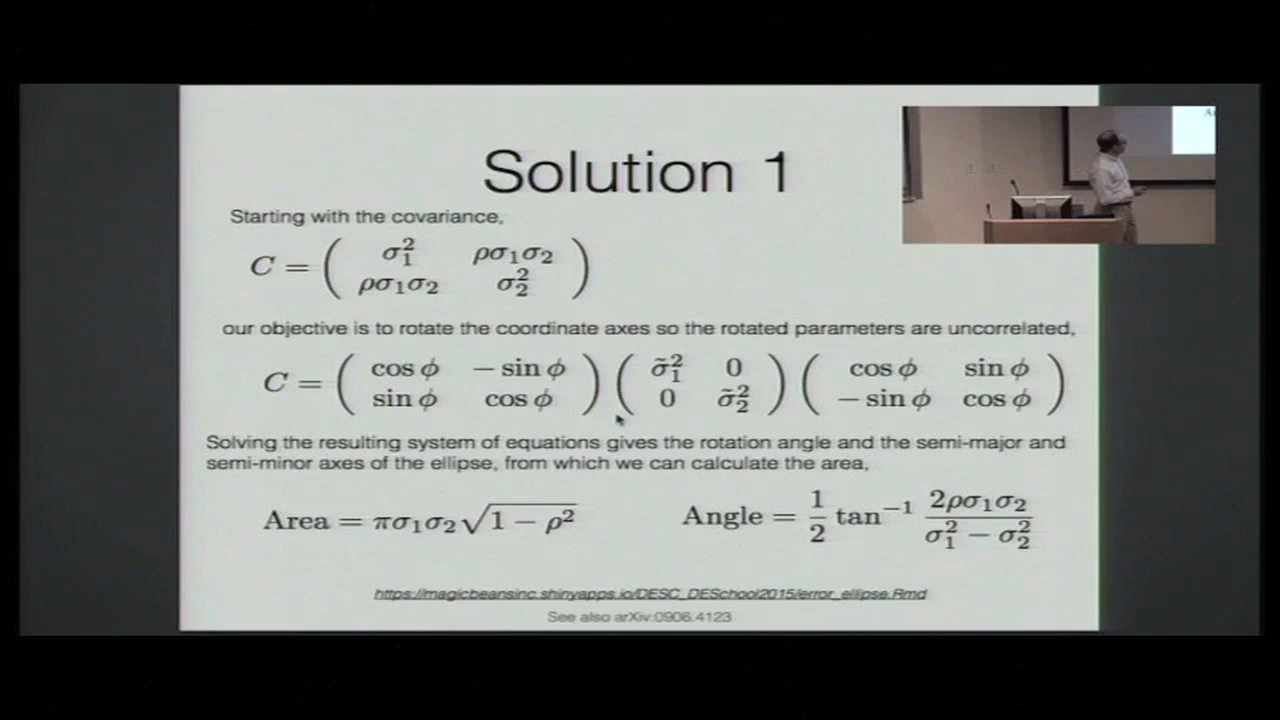 Solution 1
Starting with the covariance,
C = ( σ₁² ρσ₁σ₂
ρσ₁σ₂ σ₂² )
our objective is to rotate the coordinate axes so the rotated parameters are uncorrelated,
C = ( cos ϕ − sin ϕ ) ( σ̃₁² 0 ) ( cos ϕ sin ϕ )
( sin ϕ cos ϕ ) ( 0 σ̃₂² ) ( − sin ϕ cos ϕ )
Solving the resulting system of equations gives the rotation angle and the semi-major and
semi-minor axes of the ellipse, from which we can calculate the area,
Area = πσ₁σ₂√(1 − ρ²) Angle = 1/2 tan⁻¹ 2ρσ₁σ₂/(σ₁² − σ₂²)
https://magicbeansinc.shinyapps.io/DESC_DESchool2015/error_ellipse.Rmd
See also arXiv:0906.4123